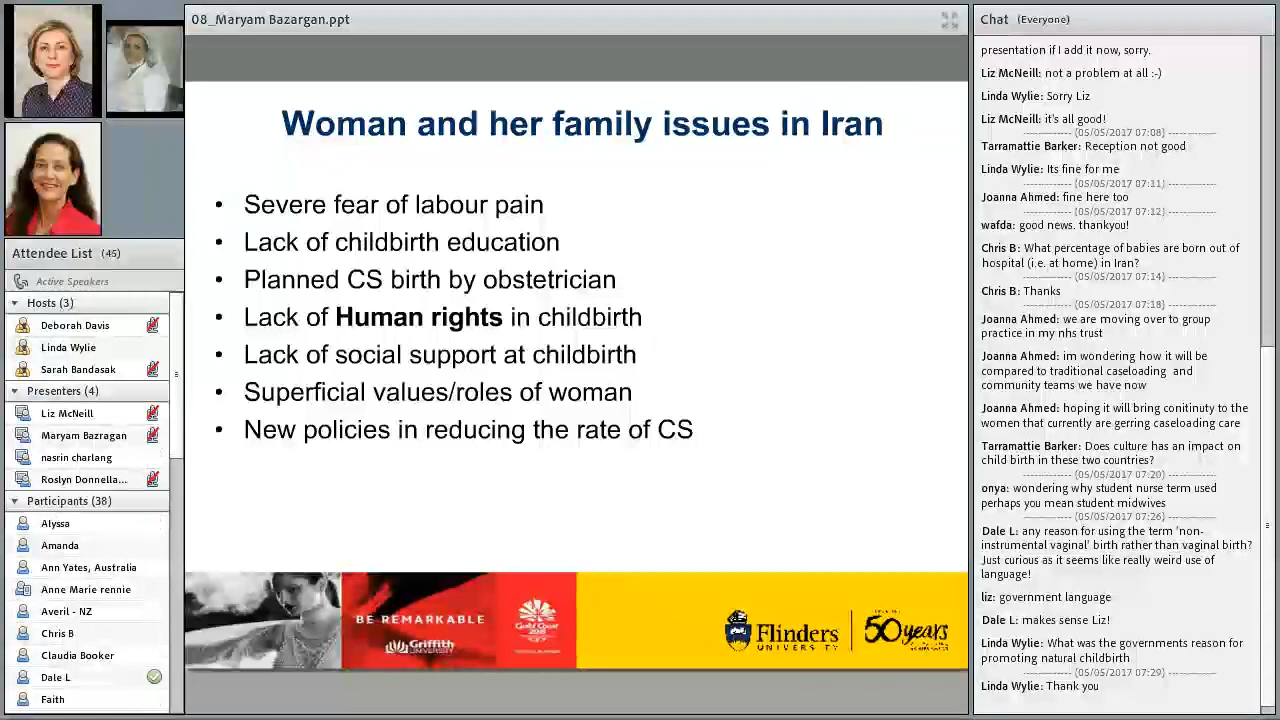 08_Maryam Bazargan.ppt
Woman and her family issues in Iran
• Severe fear of labour pain
• Lack of childbirth education
• Planned CS birth by obstetrician
• Lack of Human rights in childbirth
• Lack of social support at childbirth
• Superficial values/roles of woman
• New policies in reducing the rate of CS
BE REMARKABLE
Griffith
UNIVERSITY
Gold Coast
2018
Flinders
UNIVERSITY
50 years
Attendee List (45)
Active Speakers
Hosts (3)
Deborah Davis
Linda Wylie
Sarah Bandasak
Presenters (4)
Liz McNeill
Maryam Bazragan
nasrin charlang
Roslyn Donnella...
Participants (38)
Alyssa
Amanda
Ann Yates, Australia
Anne Marie rennie
Averil - NZ
Chris B
Claudia Booker
Dale L
Faith
Chat (Everyone)
presentation if I add it now, sorry.
Liz McNeill: not a problem at all :-)
Linda Wylie: Sorry Liz
Liz McNeill: it's all good!
(05/05/2017 07:08)
Tarramattie Barker: Reception not good
Linda Wylie: Its fine for me
(05/05/2017 07:11)
Joanna Ahmed: fine here too
(05/05/2017 07:12)
wafda: good news. thankyou!
Chris B: What percentage of babies are born out of
hospital (i.e. at home) in Iran?
(05/05/2017 07:14)
Chris B: Thanks
(05/05/2017 07:18)
Joanna Ahmed: we are moving over to group
practice in my nhs trust
Joanna Ahmed: im wondering how it will be
compared to traditional caseloading and
community teams we have now
Joanna Ahmed: hoping it will bring conitinuty to the
women that currently are gerring caseloading care
Tarramattie Barker: Does culture has an impact on
child birth in these two countries?
(05/05/2017 07:20)
onya: wondering why student nurse term used
perhaps you mean student midwives
(05/05/2017 07:26)
Dale L: any reason for using the term 'non-
instrumental vaginal' birth rather than vaginal birth?
Just curious as it seems like really weird use of
language!
liz: government language
Dale L: makes sense Liz!
Linda Wylie: What was the governments reason for
promoting natural childbirth
(05/05/2017 07:29)
Linda Wylie: Thank you